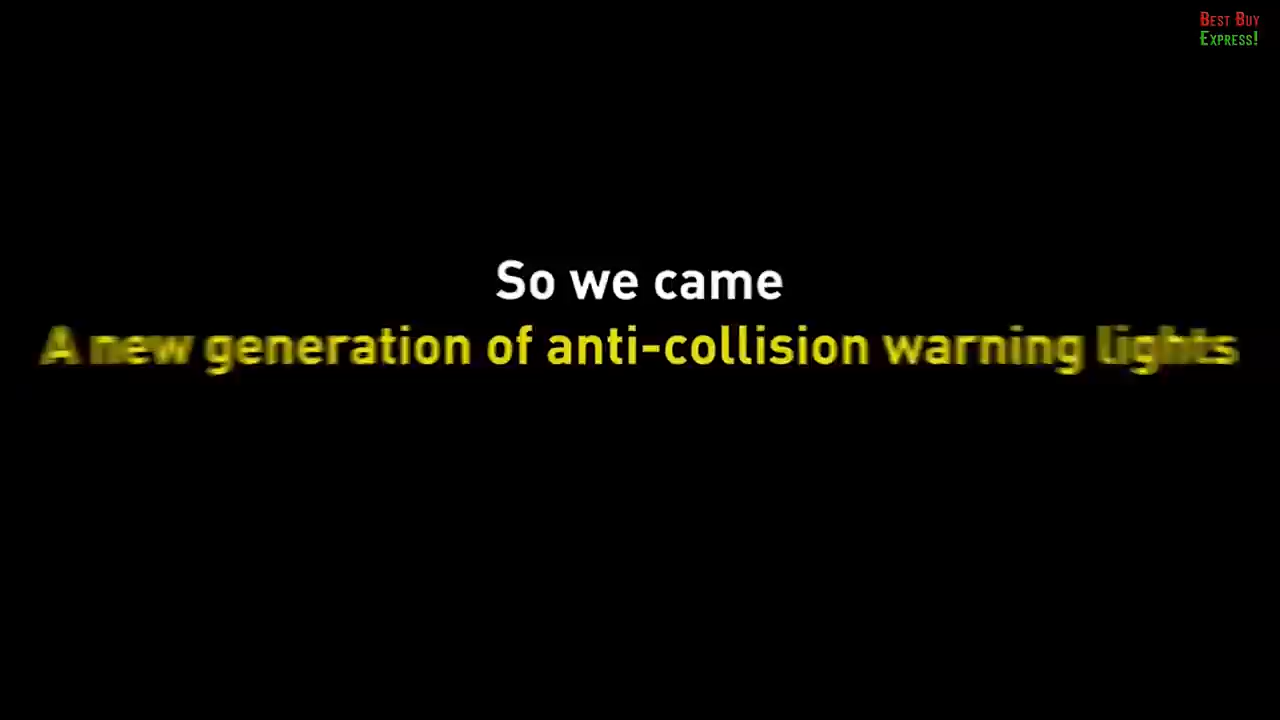 Best Buy
Express!
So we came
A new generation of anti-collision warning lights